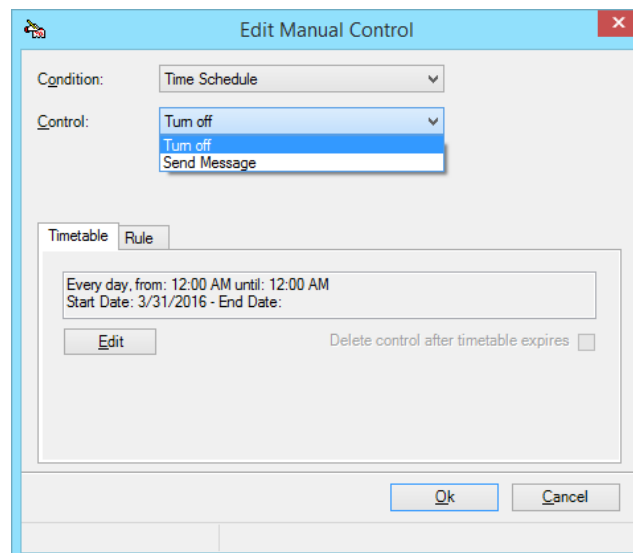 Edit Manual Control
Condition: Time Schedule
Control: Turn off
Turn off
Send Message
Timetable Rule
Every day, from: 12:00 AM until: 12:00 AM
Start Date: 3/31/2016 - End Date:
Edit Delete control after timetable expires
Ok Cancel